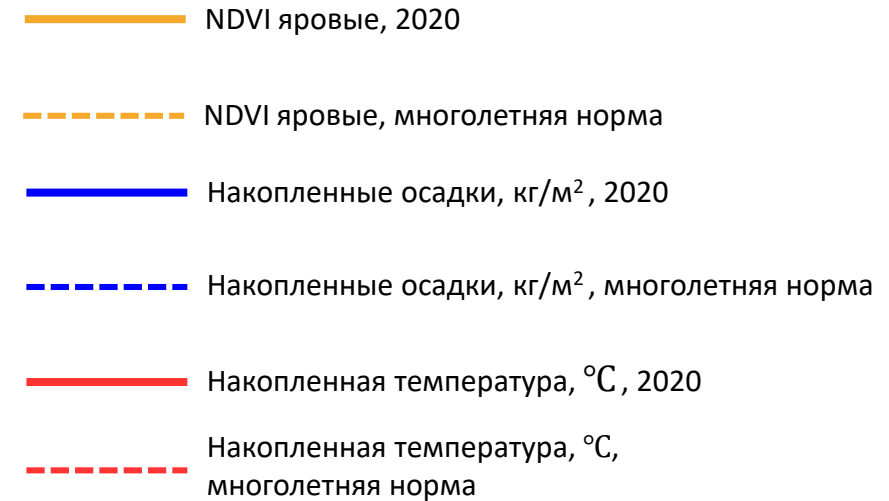 NDVI яровые, 2020
NDVI яровые, многолетняя норма
Накопленные осадки, кг/м², 2020
Накопленные осадки, кг/м², многолетняя норма
Накопленная температура, ℃, 2020
Накопленная температура, ℃,
многолетняя норма